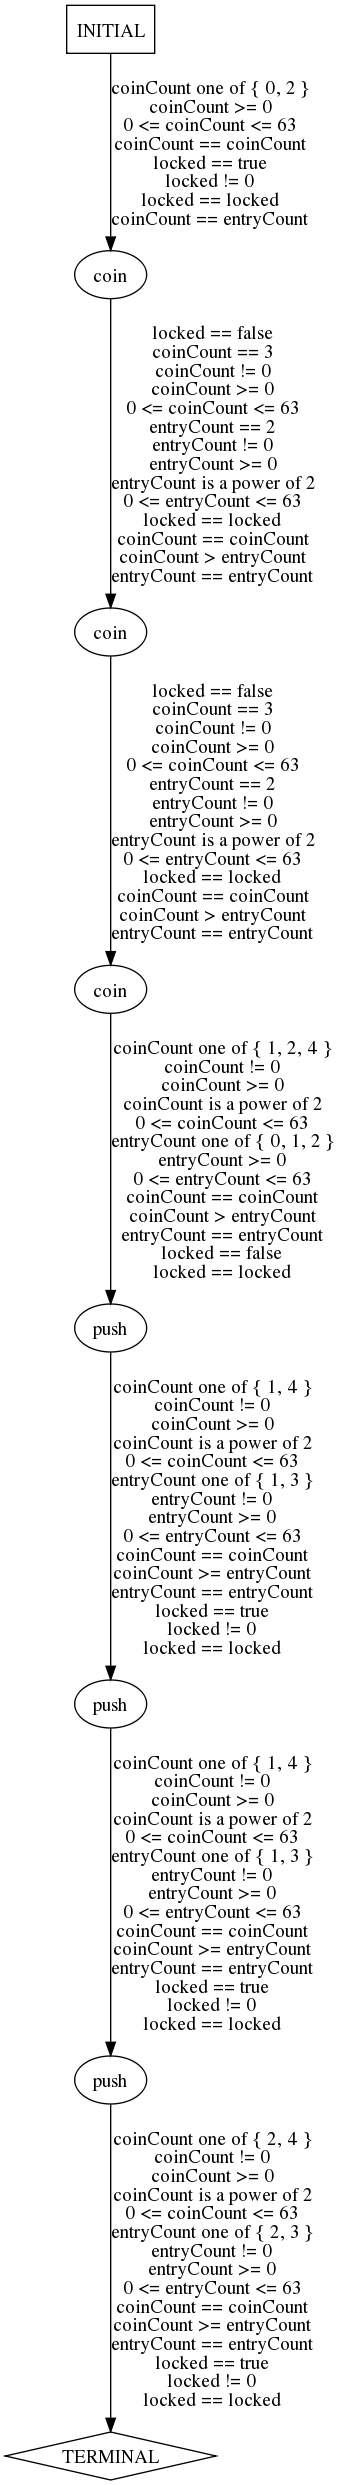 INITIAL
coinCount one of { 0, 2 }
coinCount >= 0
0 <= coinCount <= 63
coinCount == coinCount
locked == true
locked != 0
locked == locked
coinCount == entryCount
coin
locked == false
coinCount == 3
coinCount != 0
coinCount >= 0
0 <= coinCount <= 63
entryCount == 2
entryCount != 0
entryCount >= 0
entryCount is a power of 2
0 <= entryCount <= 63
locked == locked
coinCount == coinCount
coinCount > entryCount
entryCount == entryCount
coin
locked == false
coinCount == 3
coinCount != 0
coinCount >= 0
0 <= coinCount <= 63
entryCount == 2
entryCount != 0
entryCount >= 0
entryCount is a power of 2
0 <= entryCount <= 63
locked == locked
coinCount == coinCount
coinCount > entryCount
entryCount == entryCount
coin
coinCount one of { 1, 2, 4 }
coinCount != 0
coinCount >= 0
coinCount is a power of 2
0 <= coinCount <= 63
entryCount one of { 0, 1, 2 }
entryCount >= 0
0 <= entryCount <= 63
coinCount == coinCount
coinCount > entryCount
entryCount == entryCount
locked == false
locked == locked
push
coinCount one of { 1, 4 }
coinCount != 0
coinCount >= 0
coinCount is a power of 2
0 <= coinCount <= 63
entryCount one of { 1, 3 }
entryCount != 0
entryCount >= 0
0 <= entryCount <= 63
coinCount == coinCount
coinCount >= entryCount
entryCount == entryCount
locked == true
locked != 0
locked == locked
push
coinCount one of { 1, 4 }
coinCount != 0
coinCount >= 0
coinCount is a power of 2
0 <= coinCount <= 63
entryCount one of { 1, 3 }
entryCount != 0
entryCount >= 0
0 <= entryCount <= 63
coinCount == coinCount
coinCount >= entryCount
entryCount == entryCount
locked == true
locked != 0
locked == locked
push
coinCount one of { 2, 4 }
coinCount != 0
coinCount >= 0
coinCount is a power of 2
0 <= coinCount <= 63
entryCount one of { 2, 3 }
entryCount != 0
entryCount >= 0
0 <= entryCount <= 63
coinCount == coinCount
coinCount >= entryCount
entryCount == entryCount
locked == true
locked != 0
locked == locked
TERMINAL